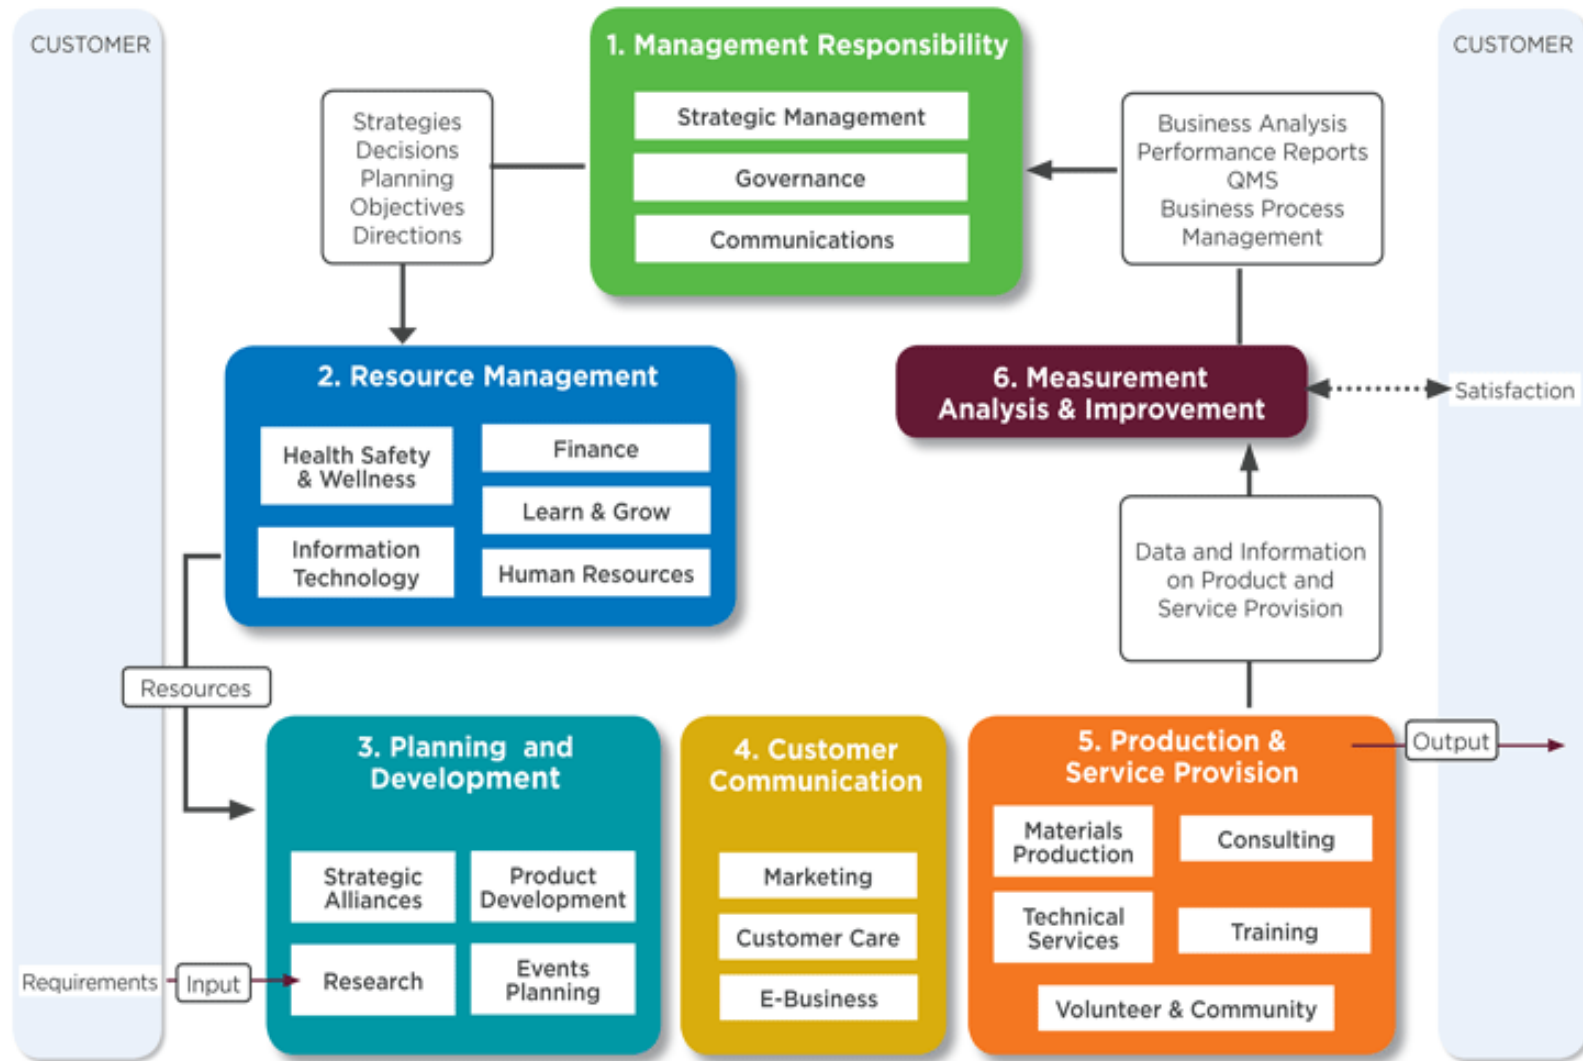 CUSTOMER
1. Management Responsibility
CUSTOMER
Strategies
Decisions
Planning
Objectives
Directions
Strategic Management
Governance
Communications
Business Analysis
Performance Reports
QMS
Business Process
Management
2. Resource Management
Health Safety
& Wellness
Information
Technology
Finance
Learn & Grow
Human Resources
6. Measurement
Analysis & Improvement
Satisfaction
Data and Information
on Product and
Service Provision
Resources
3. Planning and
Development
Strategic
Alliances
Product
Development
Research
Events
Planning
4. Customer
Communication
Marketing
Customer Care
E-Business
5. Production &
Service Provision
Materials
Production
Consulting
Technical
Services
Training
Volunteer & Community
Output
Requirements
Input